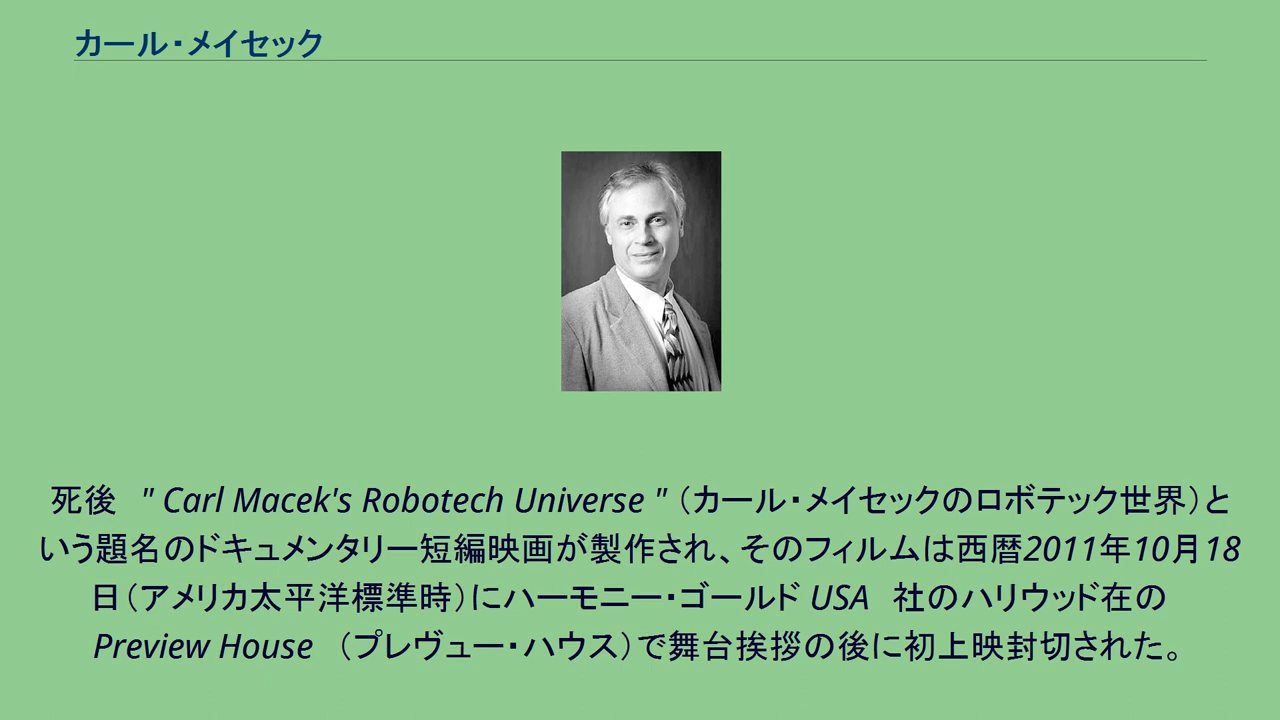 カール・メイセック
死後　" Carl Macek's Robotech Universe "（カール・メイセックのロボテック世界）と
いう題名のドキュメンタリー短編映画が製作され、そのフィルムは西暦2011年10月18
日（アメリカ太平洋標準時）にハーモニー・ゴールド USA　社のハリウッド在の
Preview House　（プレヴュー・ハウス）で舞台挨拶の後に初上映封切された。